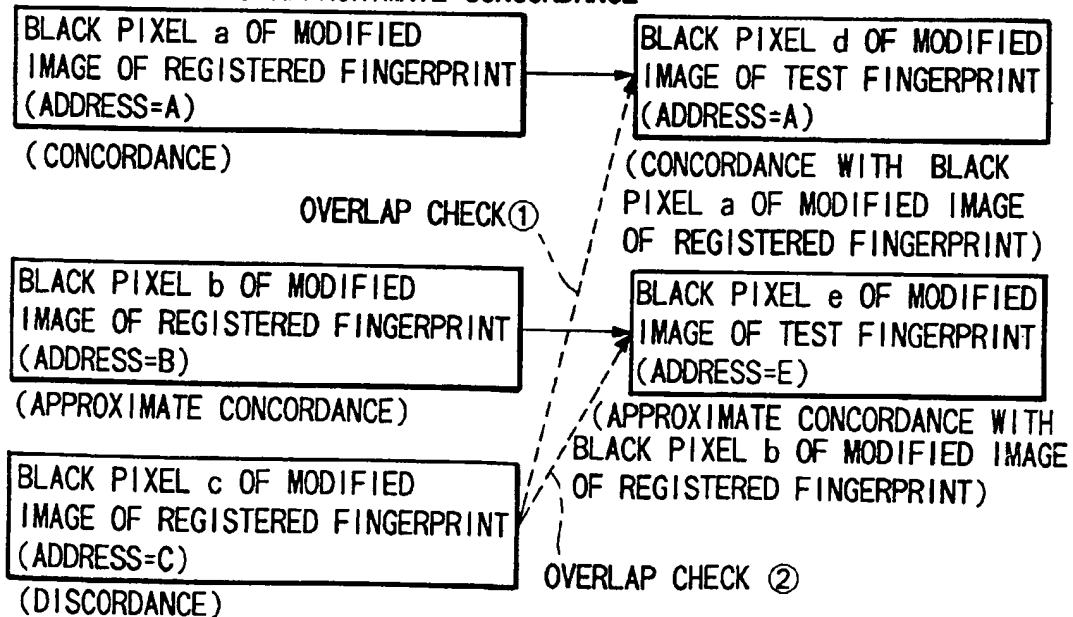 APPROXIMATE CONCORDANCE
BLACK PIXEL a OF MODIFIED
IMAGE OF REGISTERED FINGERPRINT
(ADDRESS=A)
(CONCORDANCE)
BLACK PIXEL d OF MODIFIED
IMAGE OF TEST FINGERPRINT
(ADDRESS=A)
(CONCORDANCE WITH BLACK
PIXEL a OF MODIFIED IMAGE
OF REGISTERED FINGERPRINT)
OVERLAP CHECK①
BLACK PIXEL b OF MODIFIED
IMAGE OF REGISTERED FINGERPRINT
(ADDRESS=B)
(APPROXIMATE CONCORDANCE)
BLACK PIXEL e OF MODIFIED
IMAGE OF TEST FINGERPRINT
(ADDRESS=E)
(APPROXIMATE CONCORDANCE WITH
BLACK PIXEL b OF MODIFIED IMAGE
OF REGISTERED FINGERPRINT)
BLACK PIXEL c OF MODIFIED
IMAGE OF REGISTERED FINGERPRINT
(ADDRESS=C)
(DISCORDANCE)
OVERLAP CHECK ②